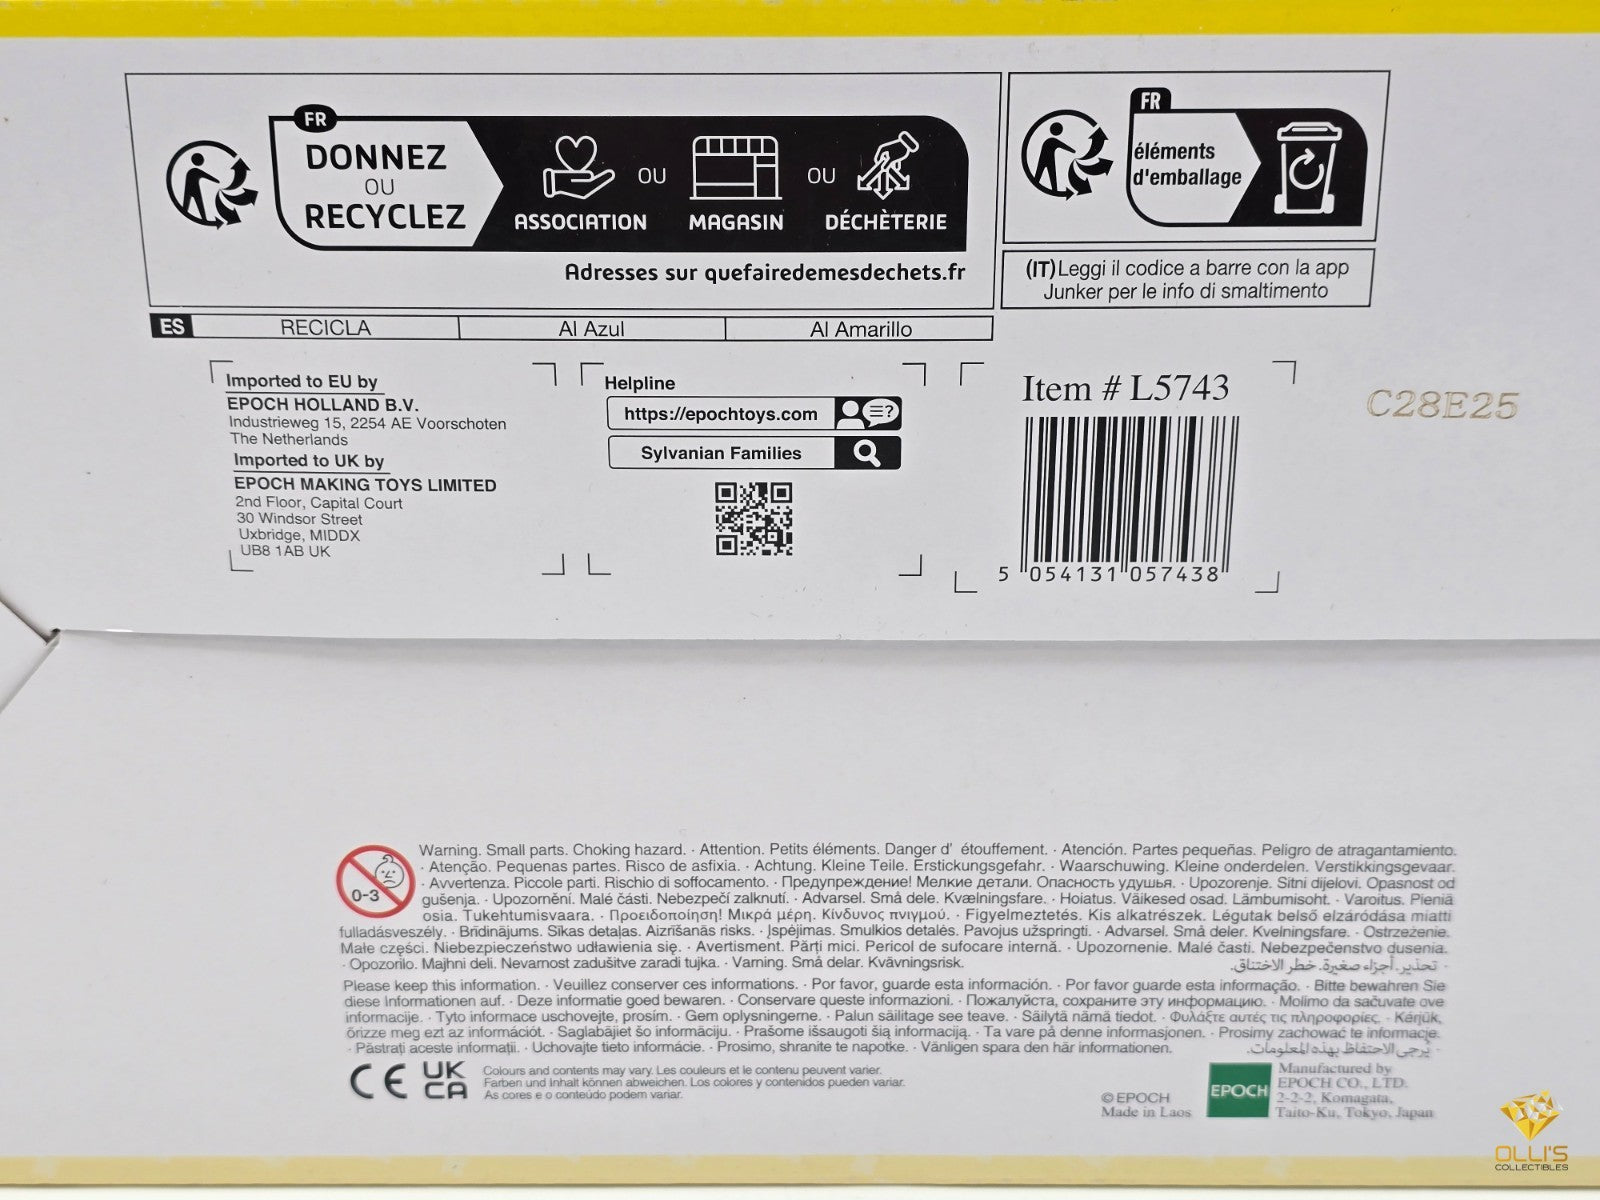 FR
DONNEZ
OU
RECYCLEZ
ASSOCIATION
OU
MAGASIN
OU
DÉCHÈTERIE
Adresses sur quefairedemesdechets.fr
FR
éléments
d'emballage
(IT)Leggi il codice a barre con la app
Junker per le info di smaltimento
ES RECICLA Al Azul Al Amarillo
Imported to EU by
EPOCH HOLLAND B.V.
Industrieweg 15, 2254 AE Voorschoten
The Netherlands
Imported to UK by
EPOCH MAKING TOYS LIMITED
2nd Floor, Capital Court
30 Windsor Street
Uxbridge, MIDDX
UB8 1AB UK
Helpline
https://epochtoys.com
Sylvanian Families
Item # L5743
5 054131 057438
C28E25
0-3
Warning. Small parts. Choking hazard. · Attention. Petits éléments. Danger d' étouffement. · Atención. Partes pequeñas. Peligro de atragantamiento.
· Atenção. Pequenas partes. Risco de asfixia. · Achtung. Kleine Teile. Erstickungsgefahr. · Waarschuwing. Kleine onderdelen. Verstikkingsgevaar.
· Avvertenza. Piccole parti. Rischio di soffocamento. · Предупреждение! Мелкие детали. Опасность удушья. · Upozorenje. Sitni dijelovi. Opasnost od
gušenja. · Upozornění. Malé části. Nebezpečí zalknutí. · Advarsel. Små dele. Kvælningsfare. · Hoiatus. Väikesed osad. Lämbumisoht. · Varoitus. Pieniä
osia. Tukehtumisvaara. · Προειδοποίηση! Μικρά μέρη. Κίνδυνος πνιγμού. · Figyelmeztetés. Kis alkatrészek. Légutak belső elzáródása miatti
fulladásveszély. · Brīdinājums. Sīkas detaļas. Aizrīšanās risks. · Įspėjimas. Smulkios detalės. Pavojus užspringti. · Advarsel. Små deler. Kvelningsfare. · Ostrzeżenie.
Małe części. Niebezpieczeństwo udławienia się. · Avertisment. Părți mici. Pericol de sufocare internă. · Upozornenie. Malé časti. Nebezpečenstvo dusenia.
· Opozorilo. Majhni deli. Nevarnost zadušitve zaradi tujka. · Varning. Små delar. Kvävningsrisk. · تحذير. أجزاء صغيرة. خطر الاختناق.
Please keep this information. · Veuillez conserver ces informations. · Por favor, guarde esta información. · Por favor guarde esta informação. · Bitte bewahren Sie
diese Informationen auf. · Deze informatie goed bewaren. · Conservare queste informazioni. · Пожалуйста, сохраните эту информацию. · Molimo da sačuvate ove
informacije. · Tyto informace uschovejte, prosím. · Gem oplysningerne. · Palun säilitage see teave. · Säilytä nämä tiedot. · Φυλάξτε αυτές τις πληροφορίες. · Kérjük,
őrizze meg ezt az információt. · Saglabājiet šo informāciju. · Prašome išsaugoti šią informaciją. · Ta vare på denne informasjonen. · Prosimy zachować te informacje.
· Păstrați aceste informații. · Uchovajte tieto informácie. · Prosimo, shranite te napotke. · Vänligen spara den här informationen. · يُرجى الاحتفاظ بهذه المعلومات.
CE UK
CA
Colours and contents may vary. Les couleurs et le contenu peuvent varier.
Farben und Inhalt können abweichen. Los colores y contenidos pueden variar.
As cores e o conteúdo podem variar.
© EPOCH
Made in Laos
EPOCH
Manufactured by
EPOCH CO., LTD.
2-2-2, Komagata,
Taito-Ku, Tokyo, Japan
OLLI'S
COLLECTIBLES